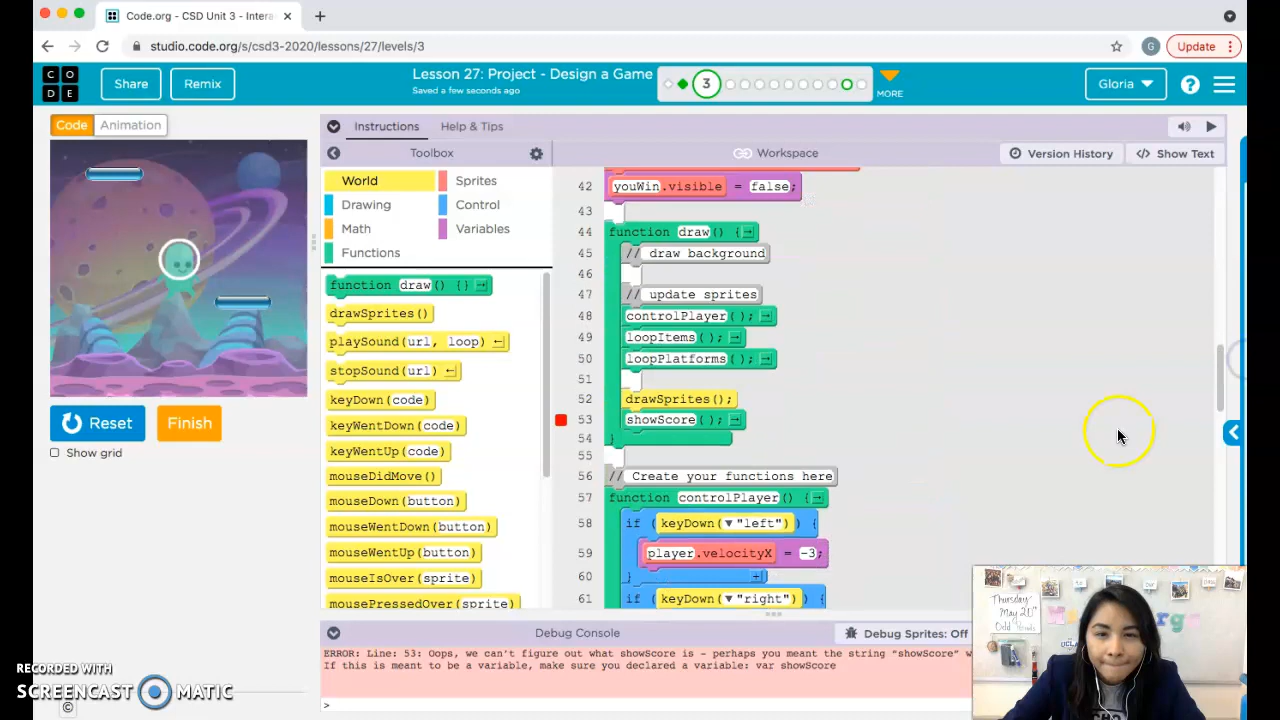 Code.org - CSD Unit 3 - Intera
studio.code.org/s/csd3-2020/lessons/27/levels/3
G
Update
C O
D E
Share
Remix
Lesson 27: Project - Design a Game
Saved a few seconds ago
3
MORE
Gloria
?
Code
Animation
Instructions
Help & Tips
Toolbox
Workspace
Version History
</> Show Text
World
Sprites
Drawing
Control
Math
Variables
Functions
function draw() { }
drawSprites()
playSound(url, loop)
stopSound(url)
keyDown(code)
keyWentDown(code)
keyWentUp(code)
mouseDidMove()
mouseDown(button)
mouseWentDown(button)
mouseWentUp(button)
mouseIsOver(sprite)
mousePressedOver(sprite)
42 youWin.visible = false;
43
44 function draw() {
45 // draw background
46
47 // update sprites
48 controlPlayer();
49 loopItems();
50 loopPlatforms();
51
52 drawSprites();
53 showScore();
54 }
55
56 // Create your functions here
57 function controlPlayer() {
58 if (keyDown("left")) {
59 player.velocityX = -3;
60 }
61 if (keyDown("right")) {
Reset
Finish
Show grid
Debug Console
Debug Sprites: Off
ERROR: Line: 53: Oops, we can't figure out what showScore is - perhaps you meant the string "showScore" w
If this is meant to be a variable, make sure you declared a variable: var showScore
>
Thursday
May 20th
RECORDED WITH
SCREENCAST MATIC
©